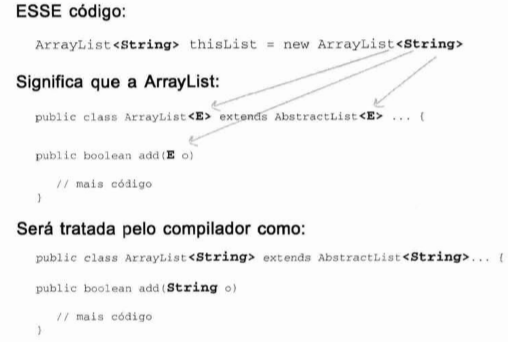 ESSE código:
ArrayList<String> thisList = new ArrayList<String>
Significa que a ArrayList:
public class ArrayList<E> extends AbstractList<E> ... {
public boolean add(E o)
// mais código
}
Será tratada pelo compilador como:
public class ArrayList<String> extends AbstractList<String>... {
public boolean add(String o)
// mais código
}